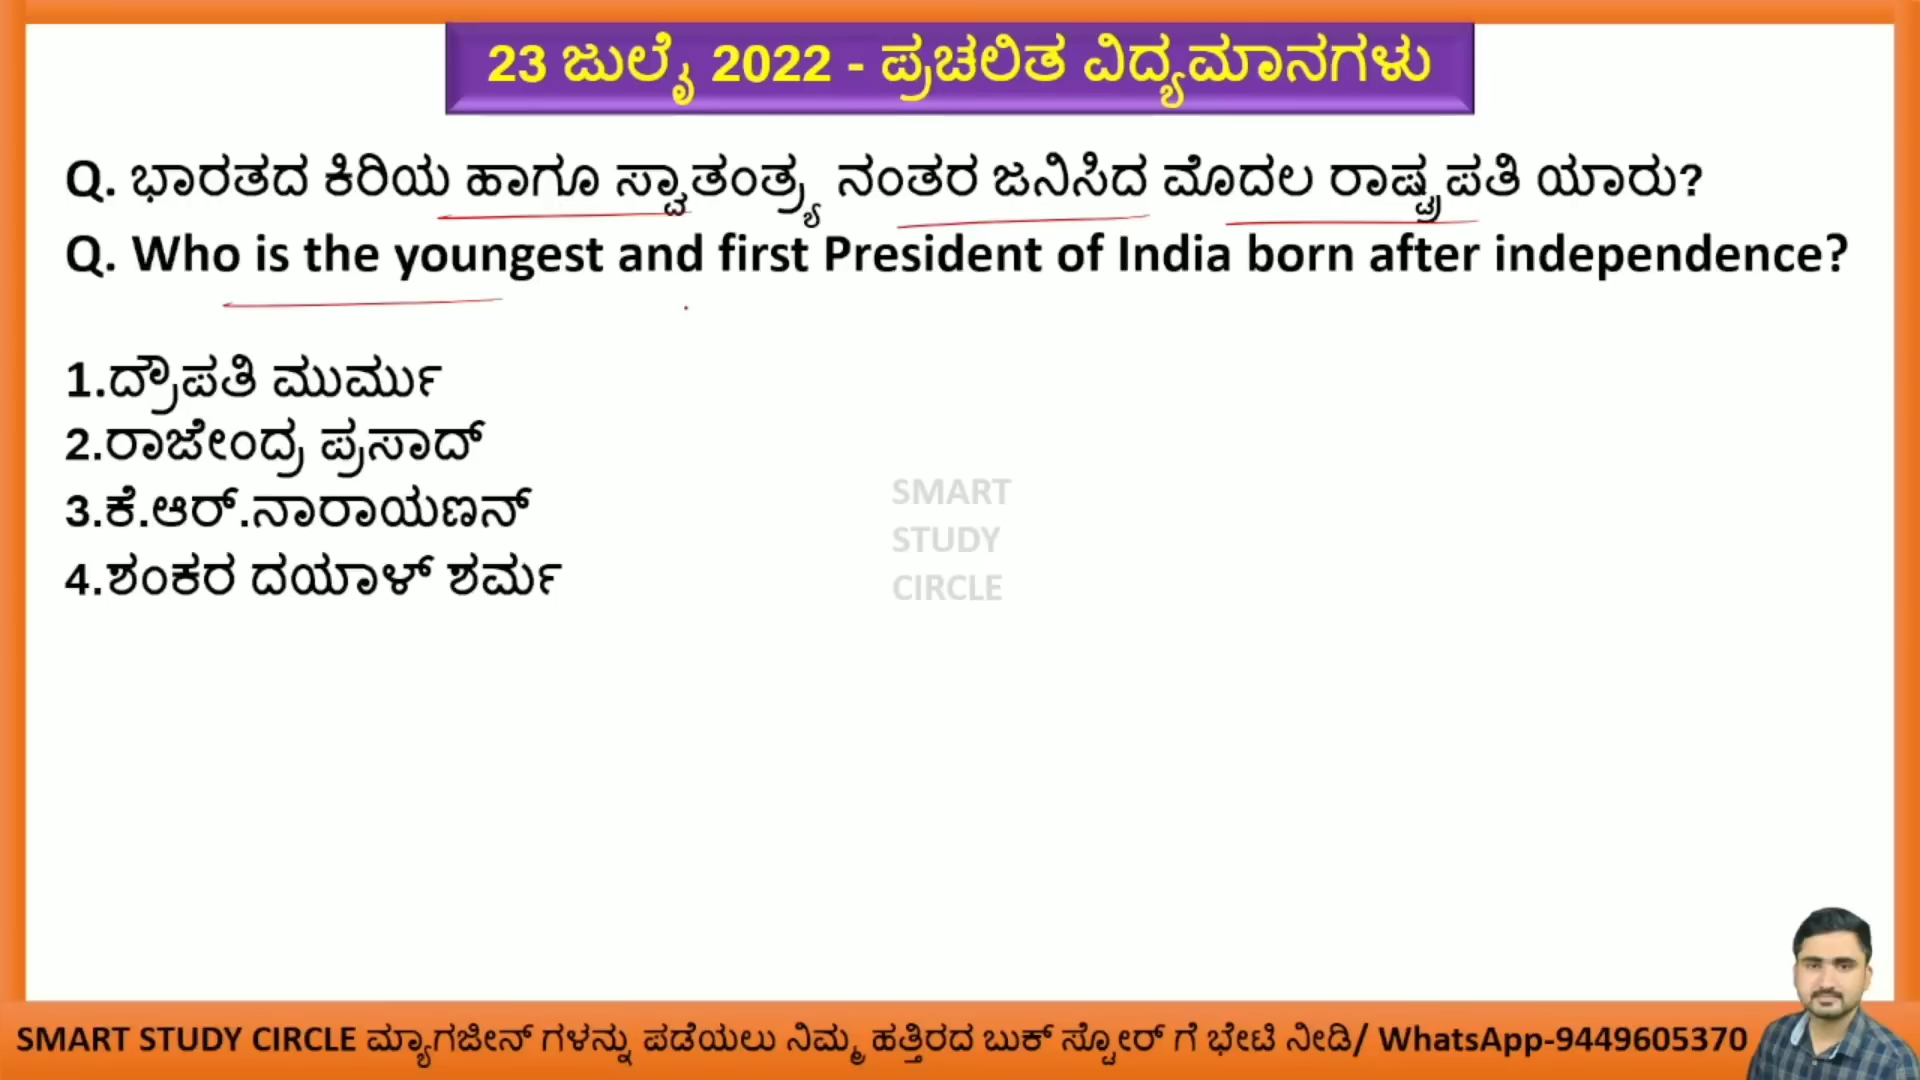 23 ಜುಲೈ 2022 - ಪ್ರಚಲಿತ ವಿದ್ಯಮಾನಗಳು
Q. ಭಾರತದ ಕಿರಿಯ ಹಾಗೂ ಸ್ವಾತಂತ್ರ್ಯ ನಂತರ ಜನಿಸಿದ ಮೊದಲ ರಾಷ್ಟ್ರಪತಿ ಯಾರು?
Q. Who is the youngest and first President of India born after independence?
1.ದ್ರೌಪತಿ ಮುರ್ಮು
2.ರಾಜೇಂದ್ರ ಪ್ರಸಾದ್
3.ಕೆ.ಆರ್.ನಾರಾಯಣನ್
4.ಶಂಕರ ದಯಾಳ್ ಶರ್ಮ
SMART
STUDY
CIRCLE
SMART STUDY CIRCLE ಮ್ಯಾಗಜೀನ್ ಗಳನ್ನು ಪಡೆಯಲು ನಿಮ್ಮ ಹತ್ತಿರದ ಬುಕ್ ಸ್ಟೋರ್ ಗೆ ಭೇಟಿ ನೀಡಿ/ WhatsApp-9449605370